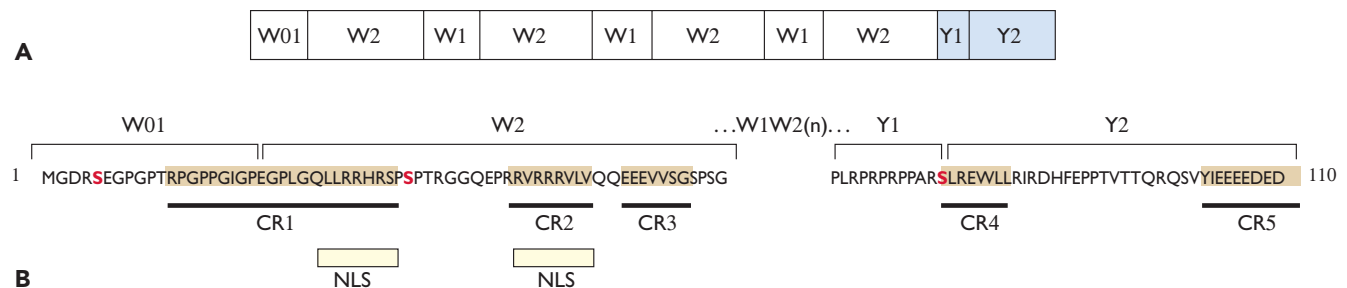 W01 W2 W1 W2 W1 W2 W1 W2 Y1 Y2
A
W01 W2 ...W1W2(n)... Y1 Y2
1 MGDRSEGPGPTRPGPPGIGPEGPLGQLLRRHRSPSPTRGGQEPRRVRRRVLVQQEEEVVSGSPSG PLRPRPRPPARSLREWLLRIRDHFEPPTVTTQRQSVYIEEEEDED 110
CR1 CR2 CR3 CR4 CR5
B
NLS NLS